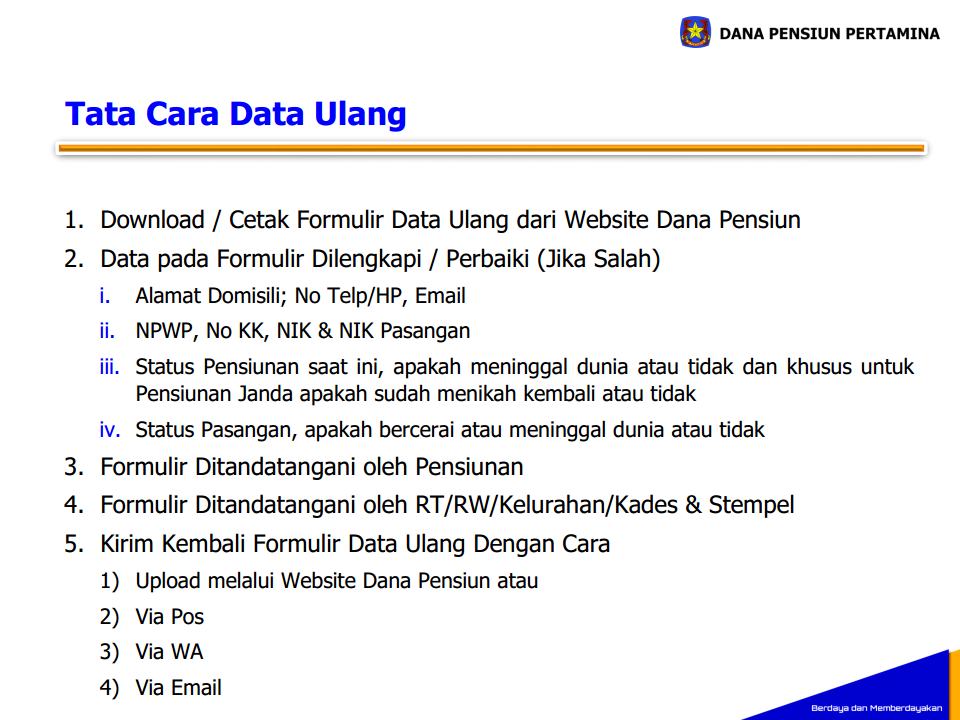 DANA PENSIUN PERTAMINA
Tata Cara Data Ulang
1. Download / Cetak Formulir Data Ulang dari Website Dana Pensiun
2. Data pada Formulir Dilengkapi / Perbaiki (Jika Salah)
i. Alamat Domisili; No Telp/HP, Email
ii. NPWP, No KK, NIK & NIK Pasangan
iii. Status Pensiunan saat ini, apakah meninggal dunia atau tidak dan khusus untuk
Pensiunan Janda apakah sudah menikah kembali atau tidak
iv. Status Pasangan, apakah bercerai atau meninggal dunia atau tidak
3. Formulir Ditandatangani oleh Pensiunan
4. Formulir Ditandatangani oleh RT/RW/Kelurahan/Kades & Stempel
5. Kirim Kembali Formulir Data Ulang Dengan Cara
1) Upload melalui Website Dana Pensiun atau
2) Via Pos
3) Via WA
4) Via Email
Berdaya dan Memberdayakan